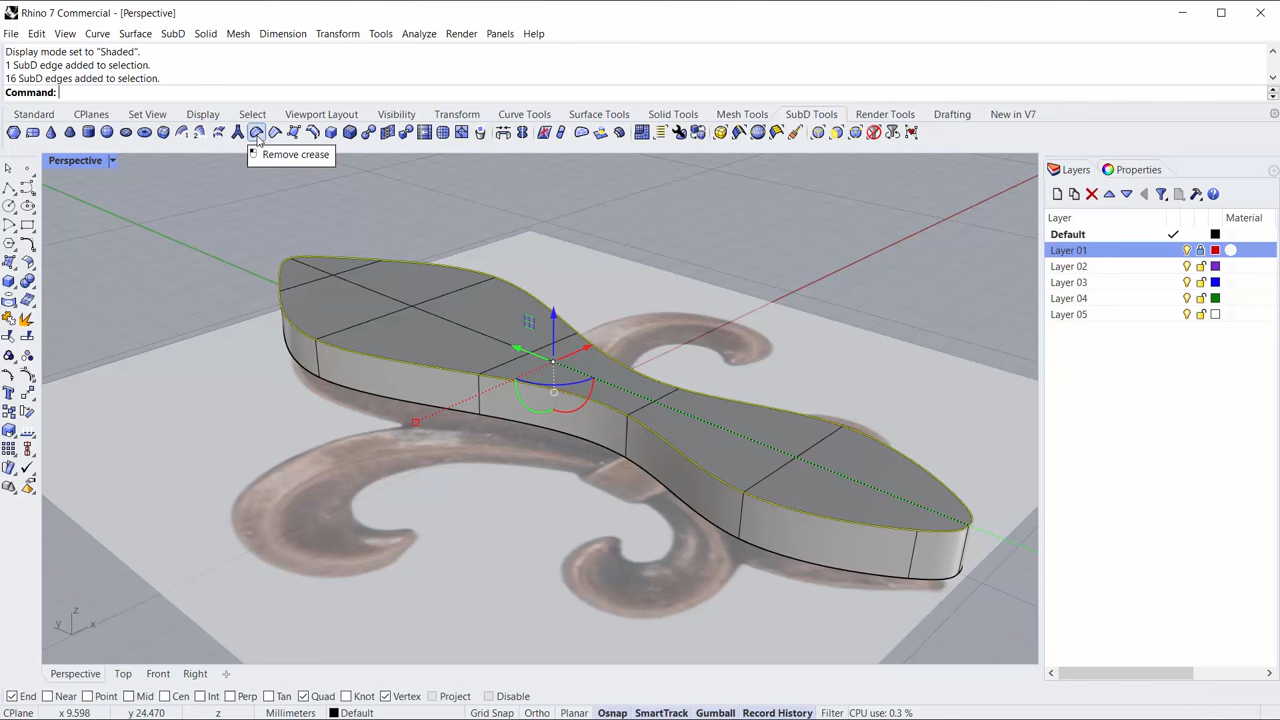 Rhino 7 Commercial - [Perspective]
File Edit View Curve Surface SubD Solid Mesh Dimension Transform Tools Analyze Render Panels Help
Display mode set to "Shaded".
1 SubD edge added to selection.
16 SubD edges added to selection.
Command:
Standard CPlanes Set View Display Select Viewport Layout Visibility Transform Curve Tools Surface Tools Solid Tools Mesh Tools SubD Tools Render Tools Drafting New in V7
Remove crease
Perspective
Layers Properties
Layer Material
Default
Layer 01
Layer 02
Layer 03
Layer 04
Layer 05
z
y x
Perspective Top Front Right
End Near Point Mid Cen Int Perp Tan Quad Knot Vertex Project Disable
CPlane x 9.598 y 24.470 z Millimeters Default Grid Snap Ortho Planar Osnap SmartTrack Gumball Record History Filter CPU use: 0.3 %